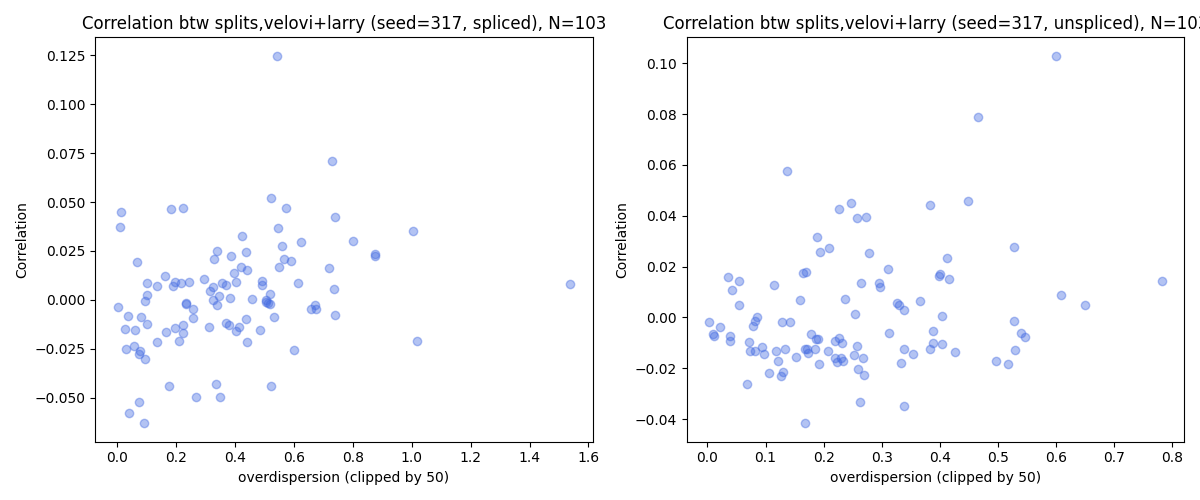 Correlation btw splits,velovi+larry (seed=317, spliced), N=103
Correlation btw splits,velovi+larry (seed=317, unspliced), N=103
0.125
0.100
0.075
0.050
0.025
0.000
−0.025
−0.050
Correlation
0.0 0.2 0.4 0.6 0.8 1.0 1.2 1.4 1.6
overdispersion (clipped by 50)
0.10
0.08
0.06
0.04
0.02
0.00
−0.02
−0.04
Correlation
0.0 0.1 0.2 0.3 0.4 0.5 0.6 0.7 0.8
overdispersion (clipped by 50)